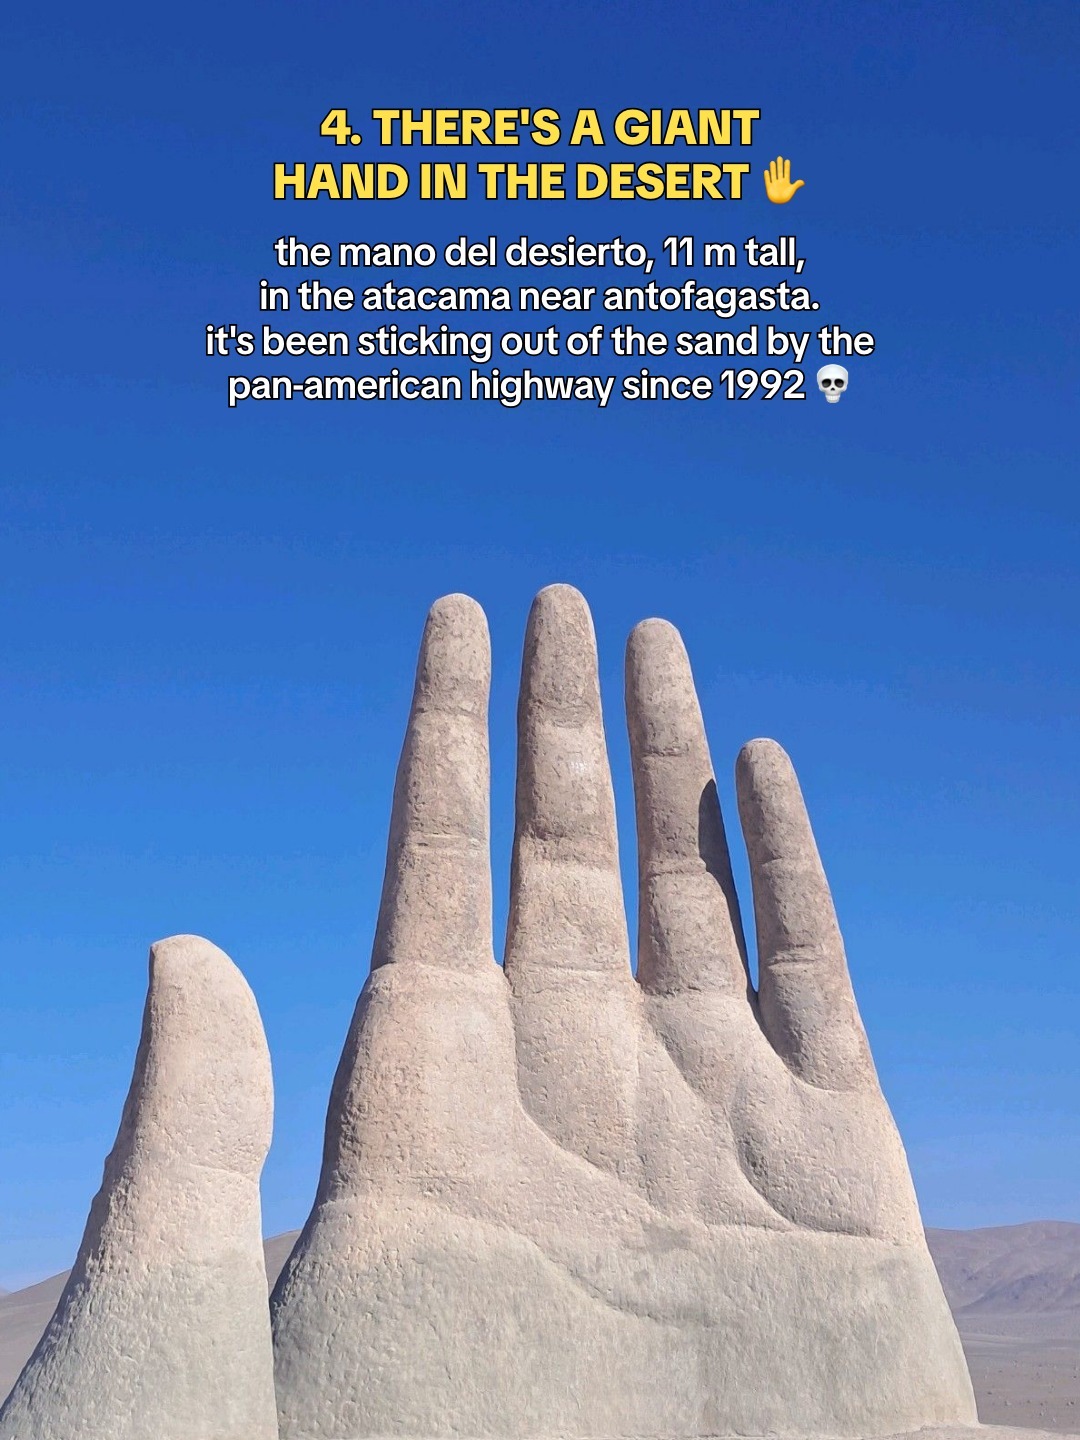 4. THERE'S A GIANT
HAND IN THE DESERT ✋
the mano del desierto, 11 m tall,
in the atacama near antofagasta.
it's been sticking out of the sand by the
pan-american highway since 1992 💀